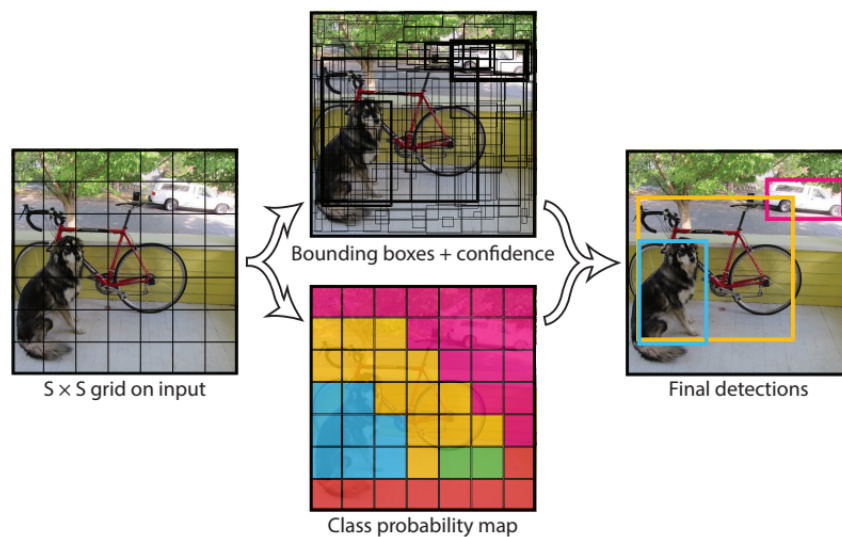 Bounding boxes + confidence
S × S grid on input
Final detections
Class probability map